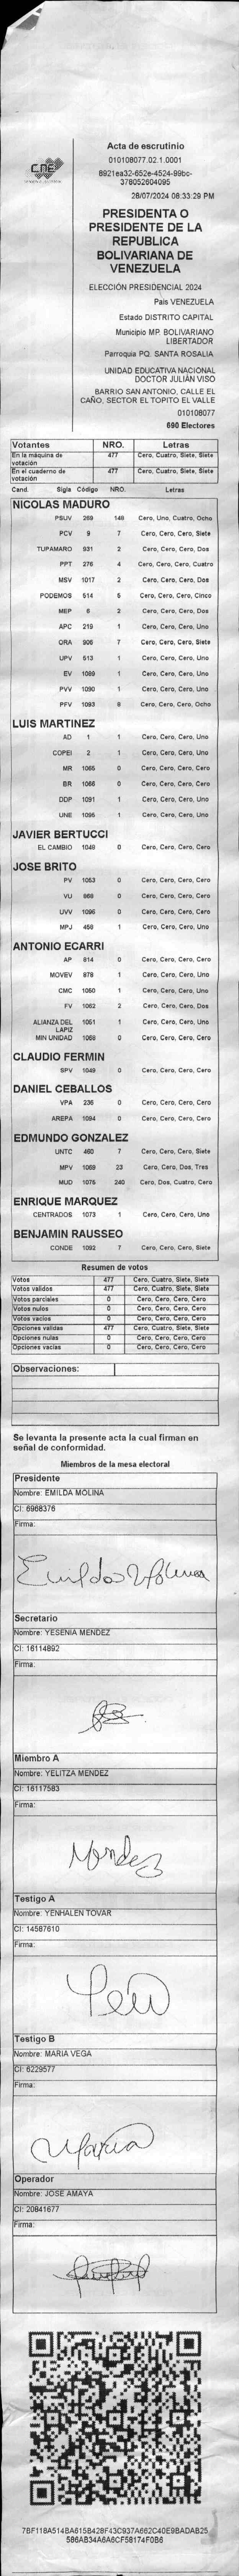 Acta de escrutinio
010108077.02.1.0001
8921ea32-652e-4524-99bc-
378052604095
28/07/2024 08:33:29 PM
CNE
PRESIDENTA O
PRESIDENTE DE LA
REPUBLICA
BOLIVARIANA DE
VENEZUELA
ELECCIÓN PRESIDENCIAL 2024
Pais VENEZUELA
Estado DISTRITO CAPITAL
Municipio MP. BOLIVARIANO
LIBERTADOR
Parroquia PQ. SANTA ROSALIA
UNIDAD EDUCATIVA NACIONAL
DOCTOR JULIÁN VISO
BARRIO SAN ANTONIO, CALLE EL
CAÑO, SECTOR EL TOPITO EL VALLE
010108077
690 Electores
Votantes NRO. Letras
En la máquina de votación 477 Cero, Cuatro, Siete, Siete
En el cuaderno de votación 477 Cero, Cuatro, Siete, Siete
Cand. Sigla Código NRO. Letras
NICOLAS MADURO
PSUV 269 148 Cero, Uno, Cuatro, Ocho
PCV 9 7 Cero, Cero, Cero, Siete
TUPAMARO 931 2 Cero, Cero, Cero, Dos
PPT 276 4 Cero, Cero, Cero, Cuatro
MSV 1017 2 Cero, Cero, Cero, Dos
PODEMOS 514 5 Cero, Cero, Cero, Cinco
MEP 6 2 Cero, Cero, Cero, Dos
APC 219 1 Cero, Cero, Cero, Uno
ORA 906 7 Cero, Cero, Cero, Siete
UPV 513 1 Cero, Cero, Cero, Uno
EV 1089 1 Cero, Cero, Cero, Uno
PVV 1090 1 Cero, Cero, Cero, Uno
PFV 1093 8 Cero, Cero, Cero, Ocho
LUIS MARTINEZ
AD 1 1 Cero, Cero, Cero, Uno
COPEI 2 1 Cero, Cero, Cero, Uno
MR 1065 0 Cero, Cero, Cero, Cero
BR 1066 0 Cero, Cero, Cero, Cero
DDP 1091 1 Cero, Cero, Cero, Uno
UNE 1095 1 Cero, Cero, Cero, Uno
JAVIER BERTUCCI
EL CAMBIO 1048 0 Cero, Cero, Cero, Cero
JOSE BRITO
PV 1053 0 Cero, Cero, Cero, Cero
VU 868 0 Cero, Cero, Cero, Cero
UVV 1096 0 Cero, Cero, Cero, Cero
MPJ 458 1 Cero, Cero, Cero, Uno
ANTONIO ECARRI
AP 814 0 Cero, Cero, Cero, Cero
MOVEV 878 1 Cero, Cero, Cero, Uno
CMC 1050 1 Cero, Cero, Cero, Uno
FV 1062 2 Cero, Cero, Cero, Dos
ALIANZA DEL LAPIZ 1051 1 Cero, Cero, Cero, Uno
MIN UNIDAD 1058 0 Cero, Cero, Cero, Cero
CLAUDIO FERMIN
SPV 1049 0 Cero, Cero, Cero, Cero
DANIEL CEBALLOS
VPA 236 0 Cero, Cero, Cero, Cero
AREPA 1094 0 Cero, Cero, Cero, Cero
EDMUNDO GONZALEZ
UNTC 460 7 Cero, Cero, Cero, Siete
MPV 1069 23 Cero, Cero, Dos, Tres
MUD 1075 240 Cero, Dos, Cuatro, Cero
ENRIQUE MARQUEZ
CENTRADOS 1073 1 Cero, Cero, Cero, Uno
BENJAMIN RAUSSEO
CONDE 1092 7 Cero, Cero, Cero, Siete
Resumen de votos
Votos 477 Cero, Cuatro, Siete, Siete
Votos validos 477 Cero, Cuatro, Siete, Siete
Votos parciales 0 Cero, Cero, Cero, Cero
Votos nulos 0 Cero, Cero, Cero, Cero
Votos vacios 0 Cero, Cero, Cero, Cero
Opciones validas 477 Cero, Cuatro, Siete, Siete
Opciones nulas 0 Cero, Cero, Cero, Cero
Opciones vacias 0 Cero, Cero, Cero, Cero
Observaciones:
Se levanta la presente acta la cual firman en
señal de conformidad.
Miembros de la mesa electoral
Presidente
Nombre: EMILDA MOLINA
CI: 6968376
Firma:
Emilda Molina
Secretario
Nombre: YESENIA MENDEZ
CI: 16114892
Firma:
Miembro A
Nombre: YELITZA MENDEZ
CI: 16117583
Firma:
Mendez
Testigo A
Nombre: YENHALEN TOVAR
CI: 14587610
Firma:
Testigo B
Nombre: MARIA VEGA
CI: 6229577
Firma:
Maria
Operador
Nombre: JOSE AMAYA
CI: 20841677
Firma:
7BF118A514BA615B428F43C937A662C40E9BADAB25
586AB34A6A6CF58174F0B6